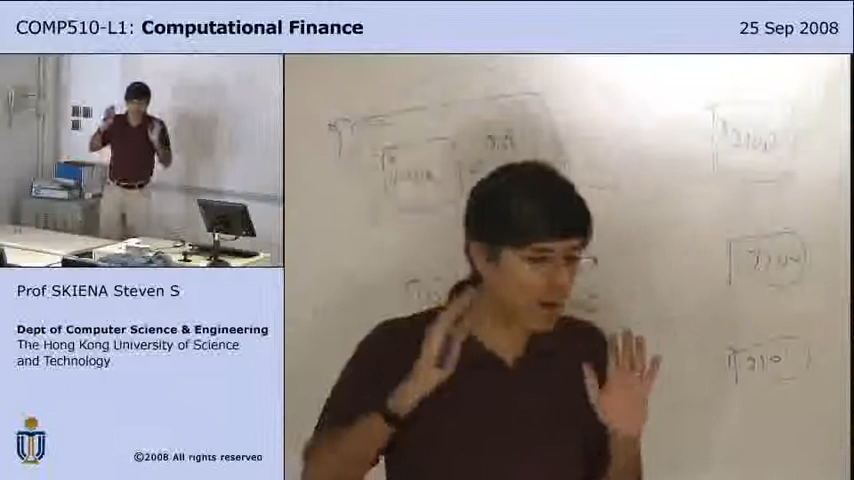 COMP510-L1: Computational Finance
25 Sep 2008
Prof SKIENA Steven S
Dept of Computer Science & Engineering
The Hong Kong University of Science
and Technology
©2008 All rights reserved